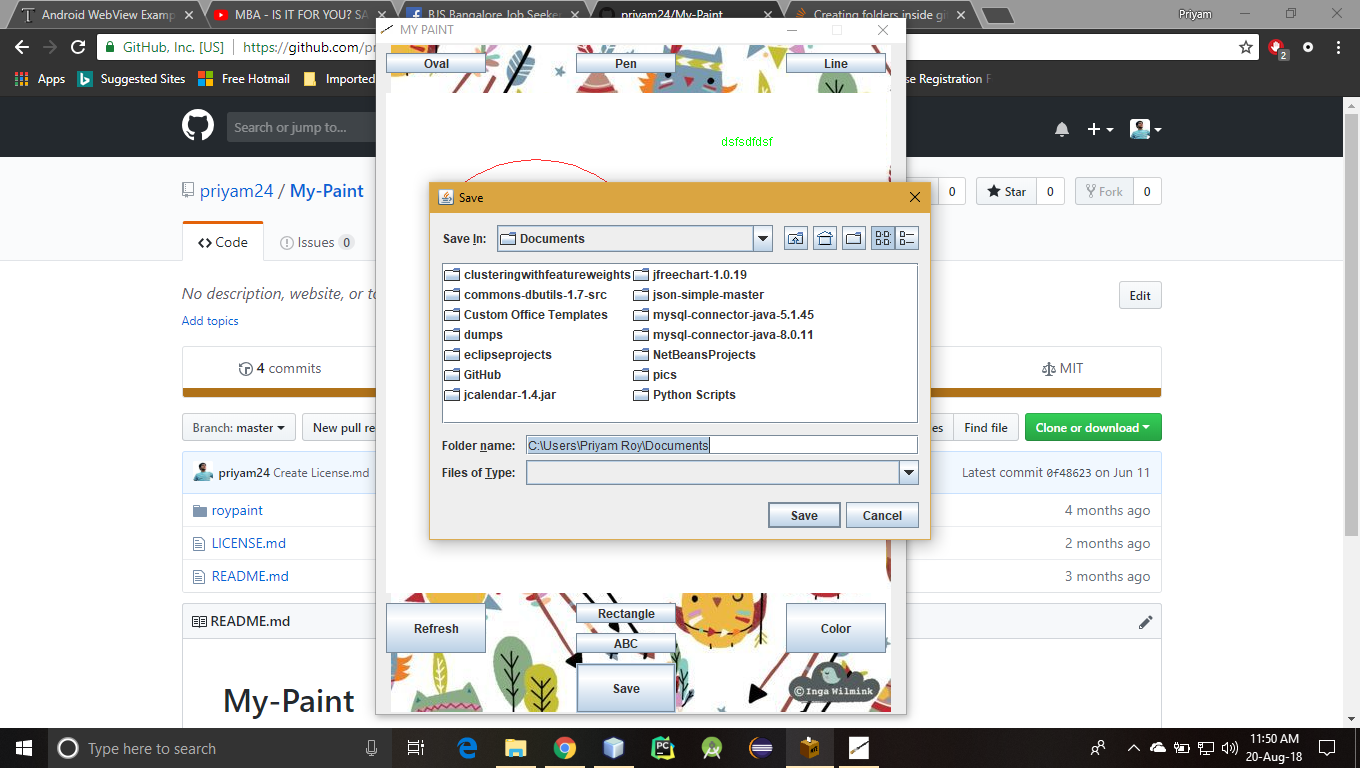 Android WebView Examp
MBA - IS IT FOR YOU? SA
BJS Bangalore Job Seeke
priyam24/My-Paint
Creating folders inside gi
Priyam
GitHub, Inc. [US]
https://github.com/pr
2
Apps
Suggested Sites
Free Hotmail
Imported
se Registration F
MY PAINT
Oval
Pen
Line
dsfsdfdsf
Search or jump to...
priyam24 / My-Paint
0
Star
0
Fork
0
Code
Issues 0
No description, website, or to
Add topics
Edit
4 commits
MIT
Branch: master
New pull re
es
Find file
Clone or download
priyam24 Create License.md
Latest commit 0f48623 on Jun 11
roypaint
4 months ago
LICENSE.md
2 months ago
README.md
3 months ago
README.md
My-Paint
Save
Save In:
Documents
clusteringwithfeatureweights
commons-dbutils-1.7-src
Custom Office Templates
dumps
eclipseprojects
GitHub
jcalendar-1.4.jar
jfreechart-1.0.19
json-simple-master
mysql-connector-java-5.1.45
mysql-connector-java-8.0.11
NetBeansProjects
pics
Python Scripts
Folder name:
C:\Users\Priyam Roy\Documents
Files of Type:
Save
Cancel
Refresh
Rectangle
ABC
Save
Color
© Inga Wilmink
Type here to search
PC
11:50 AM
20-Aug-18